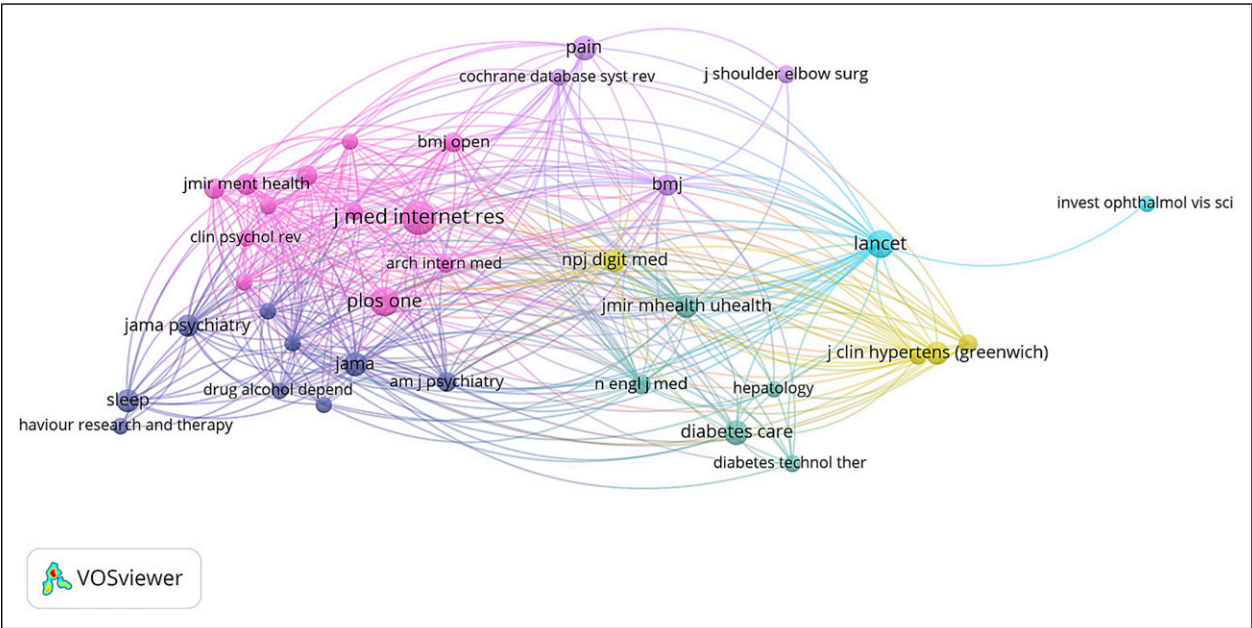 pain
cochrane database syst rev
j shoulder elbow surg
bmj open
jmir ment health
bmj
invest ophthalmol vis sci
j med internet res
clin psychol rev
lancet
arch intern med
npj digit med
plos one
jmir mhealth uhealth
jama psychiatry
j clin hypertens (greenwich)
jama
am j psychiatry
n engl j med
hepatology
drug alcohol depend
sleep
haviour research and therapy
diabetes care
diabetes technol ther
VOSviewer